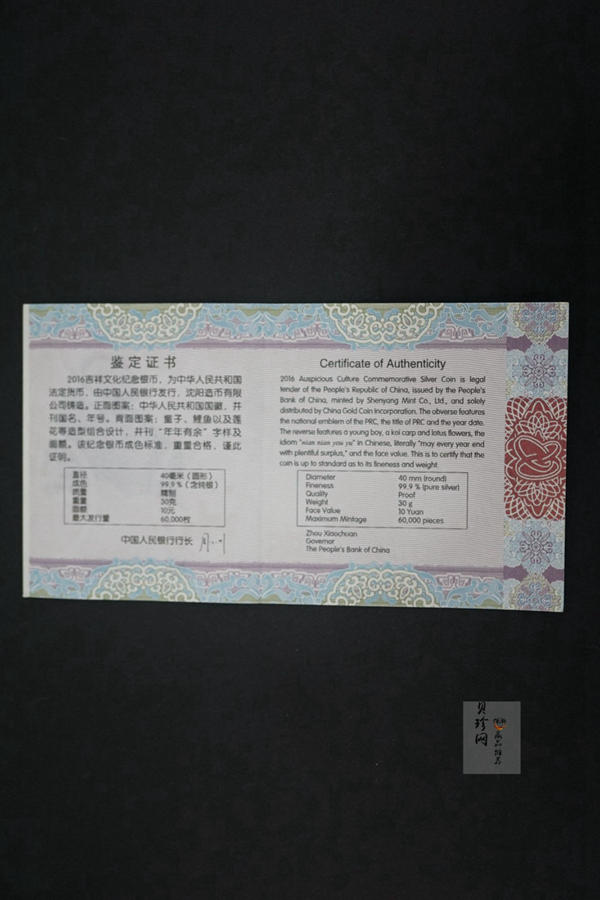 鉴定证书
2016吉祥文化纪念银币，为中华人民共和国
法定货币，由中国人民银行发行，沈阳造币有限
公司铸造。正面图案：中华人民共和国国徽，并
刊国名、年号。背面图案：童子、鲤鱼以及莲
花等造型组合设计，并刊“年年有余”字样及
面额。该纪念银币成色标准，重量合格，谨此
证明。
直径 40毫米（圆形）
成色 99.9％（含纯银）
质量 精制
重量 30克
面额 10元
最大发行量 60,000枚
中国人民银行行长
Certificate of Authenticity
2016 Auspicious Culture Commemorative Silver Coin is legal
tender of the People's Republic of China, issued by the People's
Bank of China, minted by Shenyang Mint Co., Ltd., and solely
distributed by China Gold Coin Incorporation. The obverse features
the national emblem of the PRC, the title of PRC and the year date.
The reverse features a young boy, a koi carp and lotus flowers, the
idiom "nian nian you yu" in Chinese, literally "may every year end
with plentiful surplus," and the face value. This is to certify that the
coin is up to standard as to its fineness and weight.
Diameter 40 mm (round)
Fineness 99.9 % (pure silver)
Quality Proof
Weight 30 g
Face Value 10 Yuan
Maximum Mintage 60,000 pieces
Zhou Xiaochuan
Governor
The People's Bank of China
贝珍网
藏品推荐